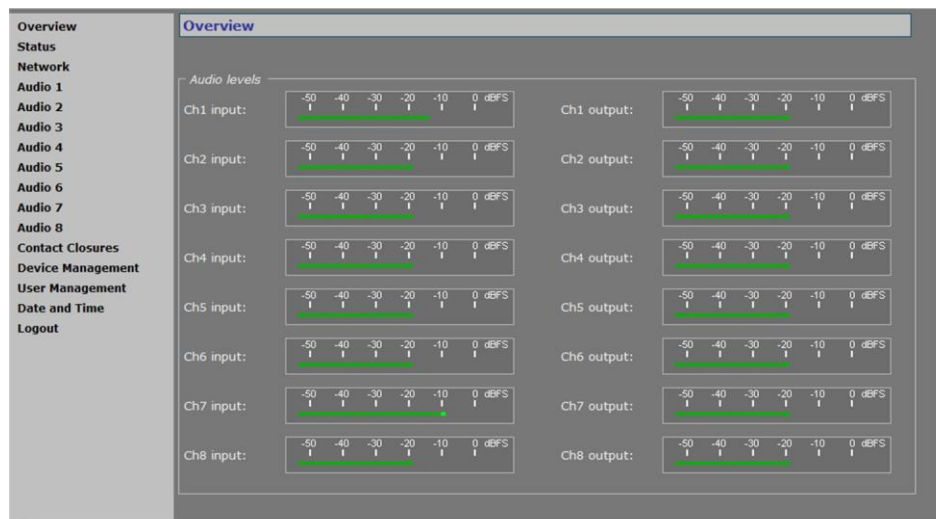 Overview
Status
Network
Audio 1
Audio 2
Audio 3
Audio 4
Audio 5
Audio 6
Audio 7
Audio 8
Contact Closures
Device Management
User Management
Date and Time
Logout
Overview
Audio levels
Ch1 input: -50 -40 -30 -20 -10 0 dBFS Ch1 output: -50 -40 -30 -20 -10 0 dBFS
Ch2 input: -50 -40 -30 -20 -10 0 dBFS Ch2 output: -50 -40 -30 -20 -10 0 dBFS
Ch3 input: -50 -40 -30 -20 -10 0 dBFS Ch3 output: -50 -40 -30 -20 -10 0 dBFS
Ch4 input: -50 -40 -30 -20 -10 0 dBFS Ch4 output: -50 -40 -30 -20 -10 0 dBFS
Ch5 input: -50 -40 -30 -20 -10 0 dBFS Ch5 output: -50 -40 -30 -20 -10 0 dBFS
Ch6 input: -50 -40 -30 -20 -10 0 dBFS Ch6 output: -50 -40 -30 -20 -10 0 dBFS
Ch7 input: -50 -40 -30 -20 -10 0 dBFS Ch7 output: -50 -40 -30 -20 -10 0 dBFS
Ch8 input: -50 -40 -30 -20 -10 0 dBFS Ch8 output: -50 -40 -30 -20 -10 0 dBFS